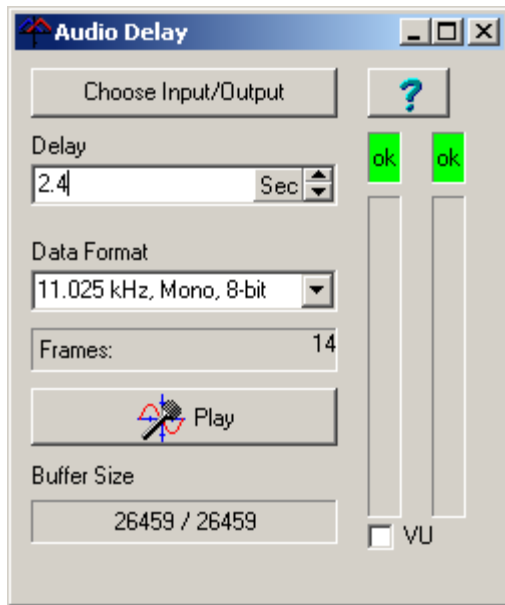 Audio Delay
Choose Input/Output
?
Delay
ok ok
2.4 Sec
Data Format
11.025 kHz, Mono, 8-bit
Frames: 14
Play
Buffer Size
26459 / 26459
VU